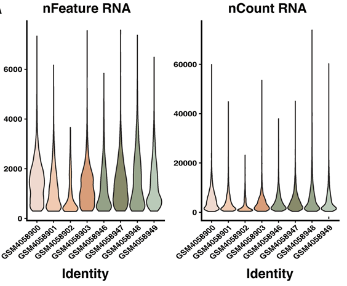 nFeature RNA
6000
4000
2000
0
GSM4058900
GSM4058901
GSM4058902
GSM4058903
GSM4058946
GSM4058947
GSM4058948
GSM4058949
Identity
nCount RNA
60000
40000
20000
0
GSM4058900
GSM4058901
GSM4058902
GSM4058903
GSM4058946
GSM4058947
GSM4058948
GSM4058949
Identity